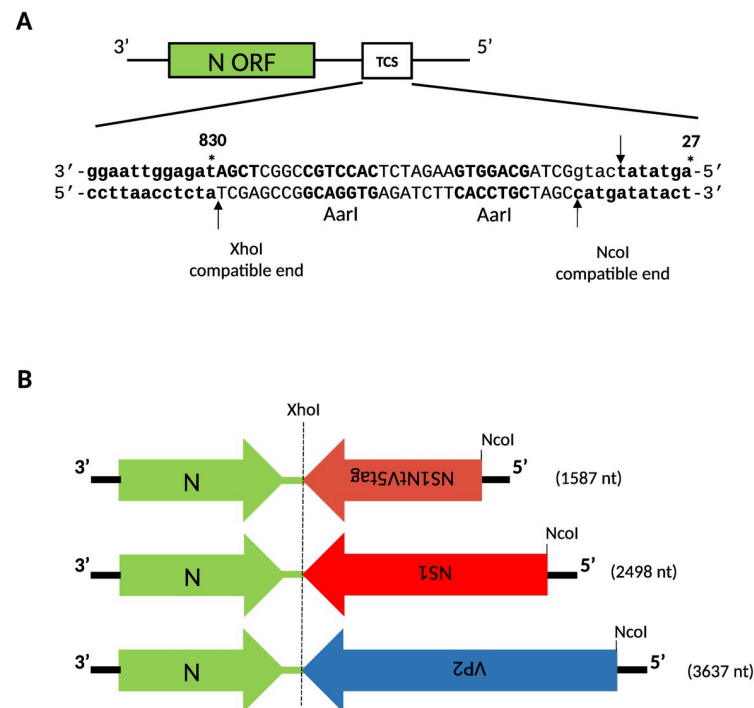 A
3’ N ORF TCS 5’
830 27
* *
3’-ggaattggagatAGCTCGGCCGTCCACTCTAGAAGTGGACGATCGgtactatatga-5’
5’-ccttaacctctaTCGAGCCGGCAGGTGAGATCTTCACCTGCTAGCcatgatatact-3’
AarI AarI
XhoI
compatible end
NcoI
compatible end
B
XhoI
NcoI
3’ N NS1NtV5tag 5’ (1587 nt)
NcoI
3’ N NS1 5’ (2498 nt)
NcoI
3’ N VP2 5’ (3637 nt)